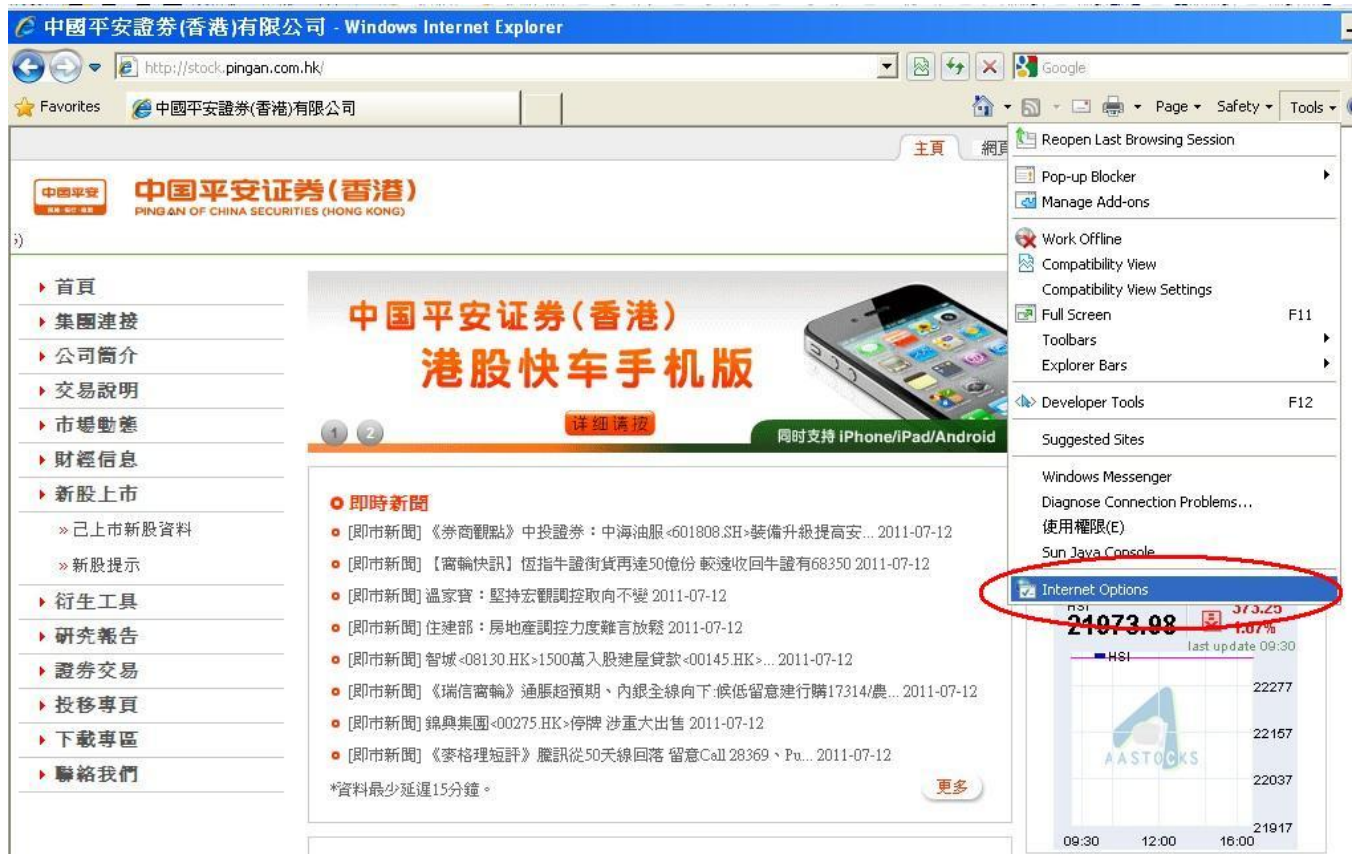 中國平安證券(香港)有限公司 - Windows Internet Explorer
http://stock.pingan.com.hk/
Google
Favorites
中國平安證券(香港)有限公司
Page
Safety
Tools
主頁
網頁
中国平安
保险·银行·投资
中国平安证券(香港)
PING AN OF CHINA SECURITIES (HONG KONG)
首頁
集團連接
公司簡介
交易說明
市場動態
財經信息
新股上市
» 己上市新股資料
» 新股提示
衍生工具
研究報告
證券交易
投移專頁
下載專區
聯絡我們
中国平安证券(香港)
港股快车手机版
1 2
详细请按
同时支持 iPhone/iPad/Android
即時新聞
[即市新聞]《券商觀點》中投證券：中海油服<601808.SH>裝備升級提高安... 2011-07-12
[即市新聞]【窩輪快訊】恆指牛證街貨再達50億份 較遠收回牛證有68350 2011-07-12
[即市新聞] 溫家寶：堅持宏觀調控取向不變 2011-07-12
[即市新聞] 住建部：房地產調控力度難言放鬆 2011-07-12
[即市新聞] 智城<08130.HK>1500萬入股建屋貸款<00145.HK>... 2011-07-12
[即市新聞]《瑞信窩輪》通脹超預期、內銀全線向下:候低留意建行購17314/農... 2011-07-12
[即市新聞] 錦興集團<00275.HK>停牌 涉重大出售 2011-07-12
[即市新聞]《麥格理短評》騰訊從50天線回落 留意Call 28369、Pu... 2011-07-12
*資料最少延遲15分鐘。
更多
Reopen Last Browsing Session
Pop-up Blocker
Manage Add-ons
Work Offline
Compatibility View
Compatibility View Settings
Full Screen F11
Toolbars
Explorer Bars
Developer Tools F12
Suggested Sites
Windows Messenger
Diagnose Connection Problems...
使用權限(E)
Sun Java Console
Internet Options
HSI
21973.98
373.25
1.67%
last update 09:30
HSI
22277
22157
22037
21917
AASTOCKS
09:30 12:00 16:00